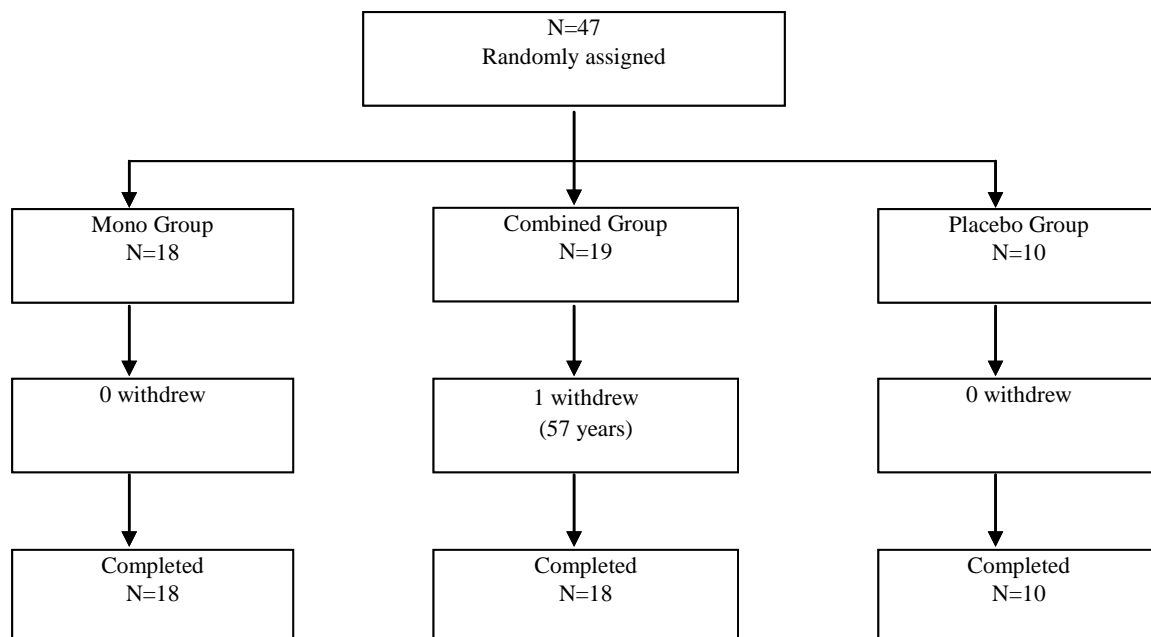 N=47
Randomly assigned
Mono Group
N=18
Combined Group
N=19
Placebo Group
N=10
0 withdrew
1 withdrew
(57 years)
0 withdrew
Completed
N=18
Completed
N=18
Completed
N=10